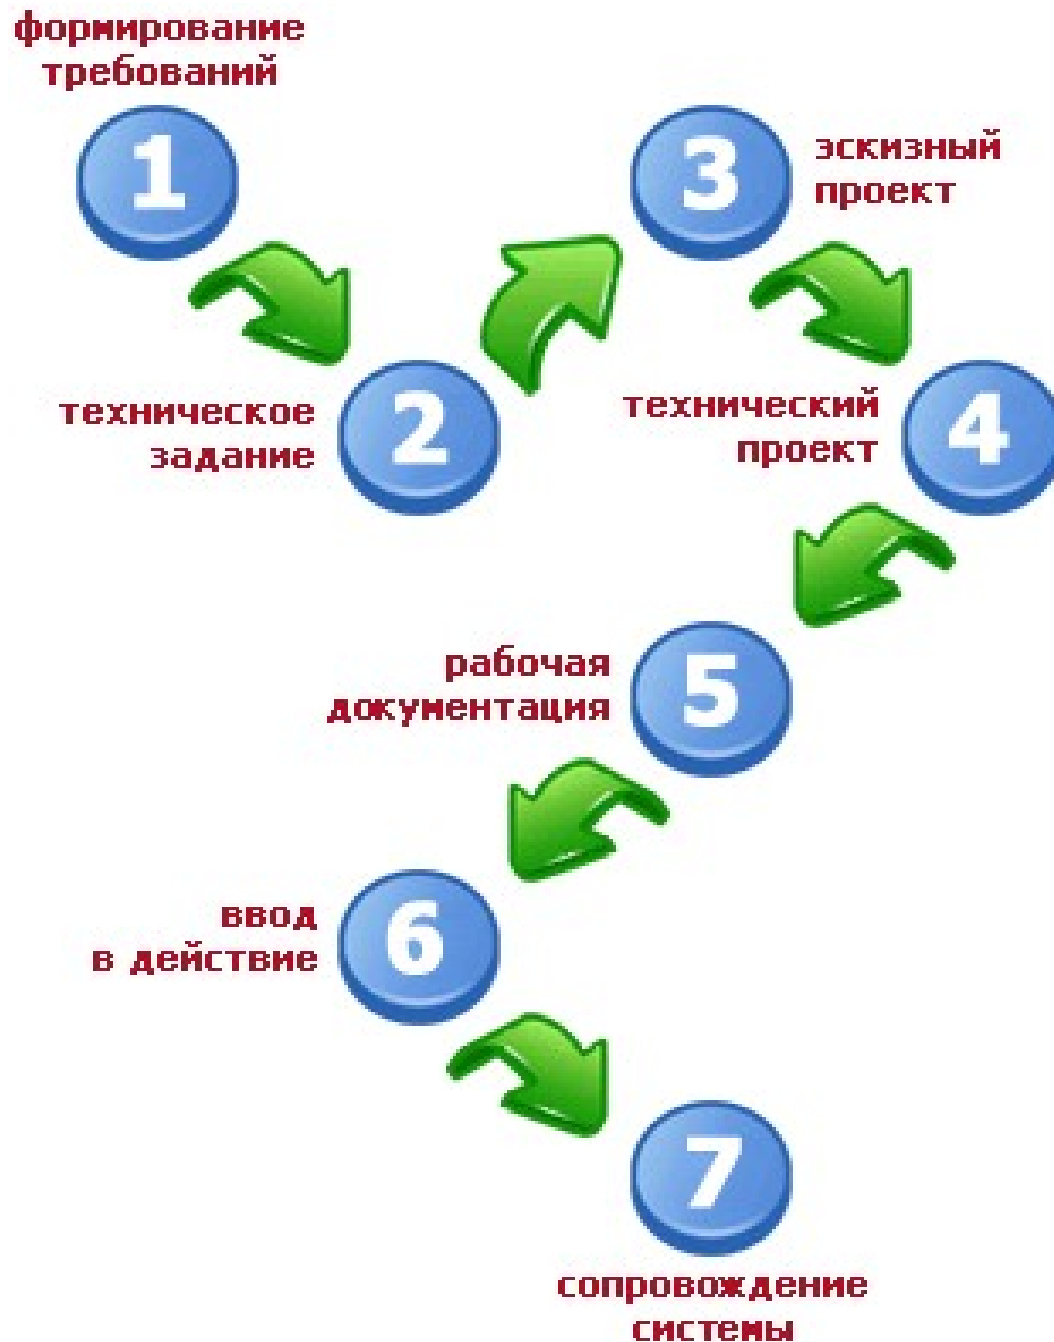 формирование
требований
1
2
техническое
задание
3
эскизный
проект
4
технический
проект
5
рабочая
документация
6
ввод
в действие
7
сопровождение
системы